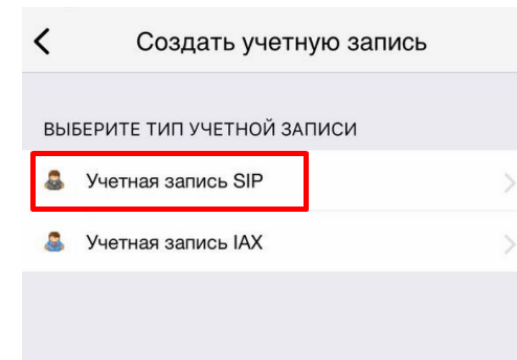 Создать учетную запись
ВЫБЕРИТЕ ТИП УЧЕТНОЙ ЗАПИСИ
Учетная запись SIP
Учетная запись IAX